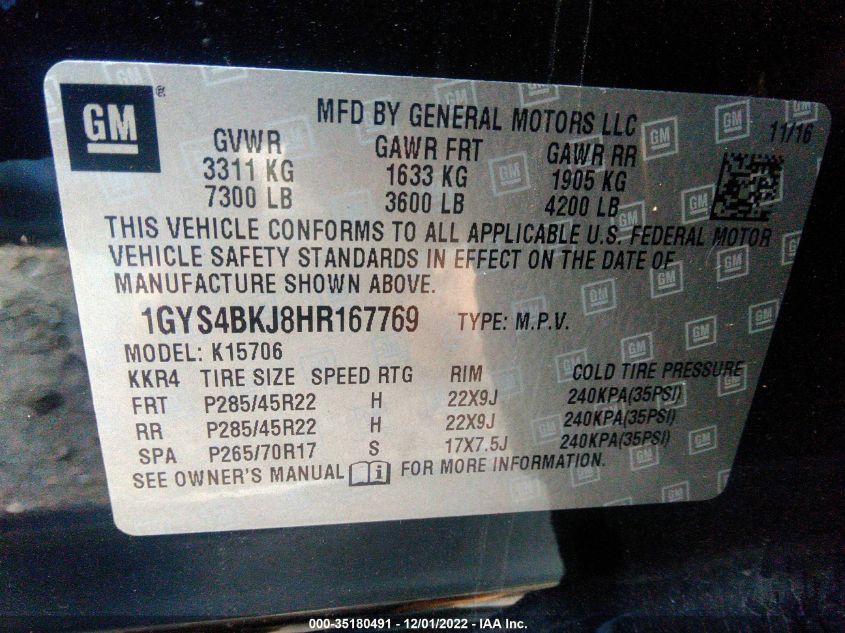 GM ®
MFD BY GENERAL MOTORS LLC
11/16
GVWR GAWR FRT GAWR RR
3311 KG 1633 KG 1905 KG
7300 LB 3600 LB 4200 LB
THIS VEHICLE CONFORMS TO ALL APPLICABLE U.S. FEDERAL MOTOR
VEHICLE SAFETY STANDARDS IN EFFECT ON THE DATE OF
MANUFACTURE SHOWN ABOVE.
1GYS4BKJ8HR167769 TYPE: M.P.V.
MODEL: K15706
KKR4 TIRE SIZE SPEED RTG RIM COLD TIRE PRESSURE
FRT P285/45R22 H 22X9J 240KPA(35PSI)
RR P285/45R22 H 22X9J 240KPA(35PSI)
SPA P265/70R17 S 17X7.5J 240KPA(35PSI)
SEE OWNER'S MANUAL i FOR MORE INFORMATION.
000-35180491 - 12/01/2022 - IAA Inc.